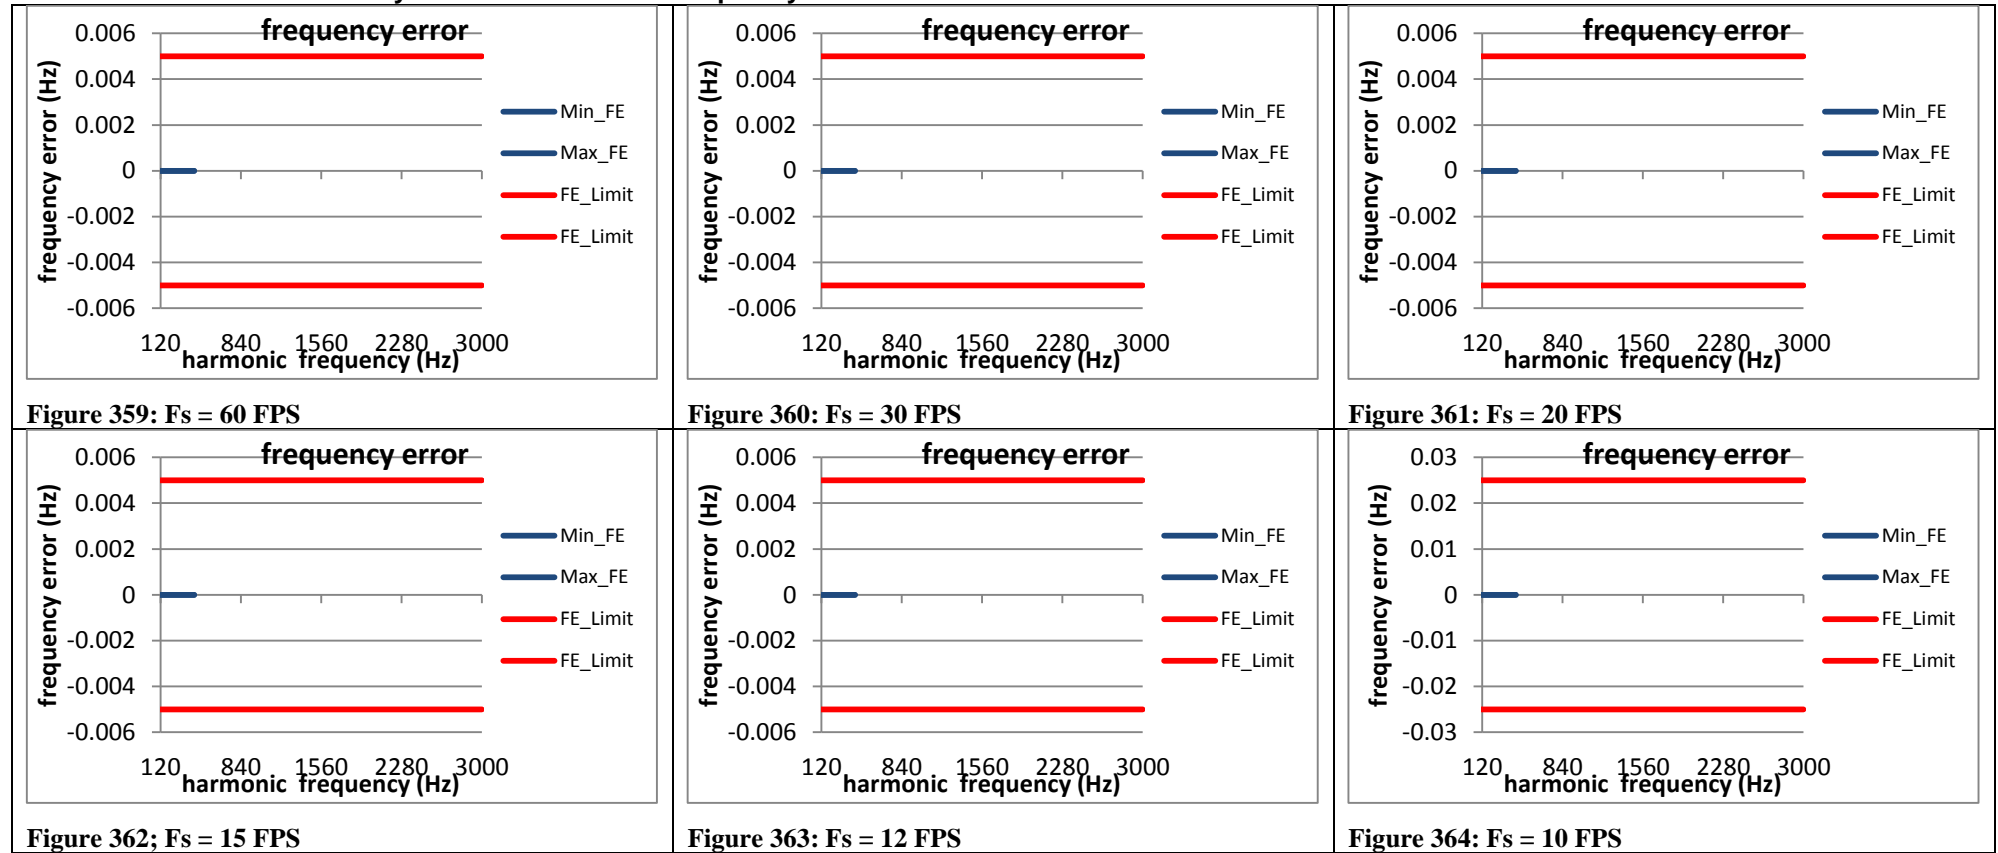 frequency error
0.006
0.004
0.002
0
-0.002
-0.004
-0.006
frequency error (Hz)
120 840 1560 2280 3000
harmonic frequency (Hz)
Min_FE
Max_FE
FE_Limit
FE_Limit
Figure 359: Fs = 60 FPS
frequency error
0.006
0.004
0.002
0
-0.002
-0.004
-0.006
frequency error (Hz)
120 840 1560 2280 3000
harmonic frequency (Hz)
Min_FE
Max_FE
FE_Limit
FE_Limit
Figure 360: Fs = 30 FPS
frequency error
0.006
0.004
0.002
0
-0.002
-0.004
-0.006
frequency error (Hz)
120 840 1560 2280 3000
harmonic frequency (Hz)
Min_FE
Max_FE
FE_Limit
FE_Limit
Figure 361: Fs = 20 FPS
frequency error
0.006
0.004
0.002
0
-0.002
-0.004
-0.006
frequency error (Hz)
120 840 1560 2280 3000
harmonic frequency (Hz)
Min_FE
Max_FE
FE_Limit
FE_Limit
Figure 362; Fs = 15 FPS
frequency error
0.006
0.004
0.002
0
-0.002
-0.004
-0.006
frequency error (Hz)
120 840 1560 2280 3000
harmonic frequency (Hz)
Min_FE
Max_FE
FE_Limit
FE_Limit
Figure 363: Fs = 12 FPS
frequency error
0.03
0.02
0.01
0
-0.01
-0.02
-0.03
frequency error (Hz)
120 840 1560 2280 3000
harmonic frequency (Hz)
Min_FE
Max_FE
FE_Limit
FE_Limit
Figure 364: Fs = 10 FPS